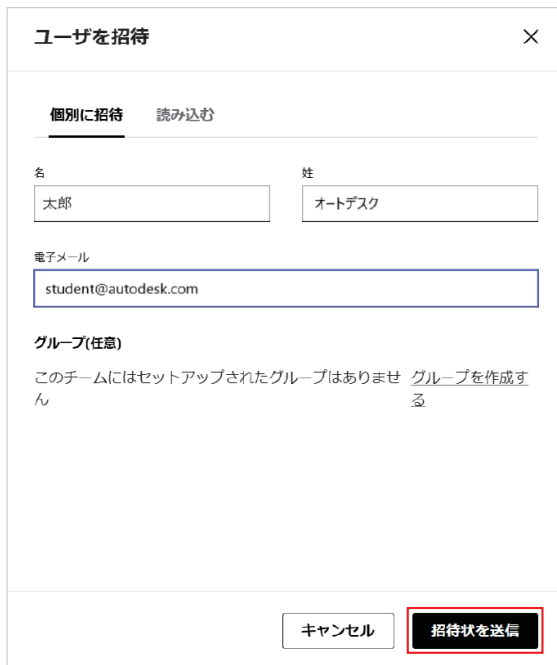 ユーザを招待
個別に招待 読み込む
名 姓
太郎 オートデスク
電子メール
student@autodesk.com
グループ(任意)
このチームにはセットアップされたグループはありませ グループを作成す
ん る
キャンセル 招待状を送信